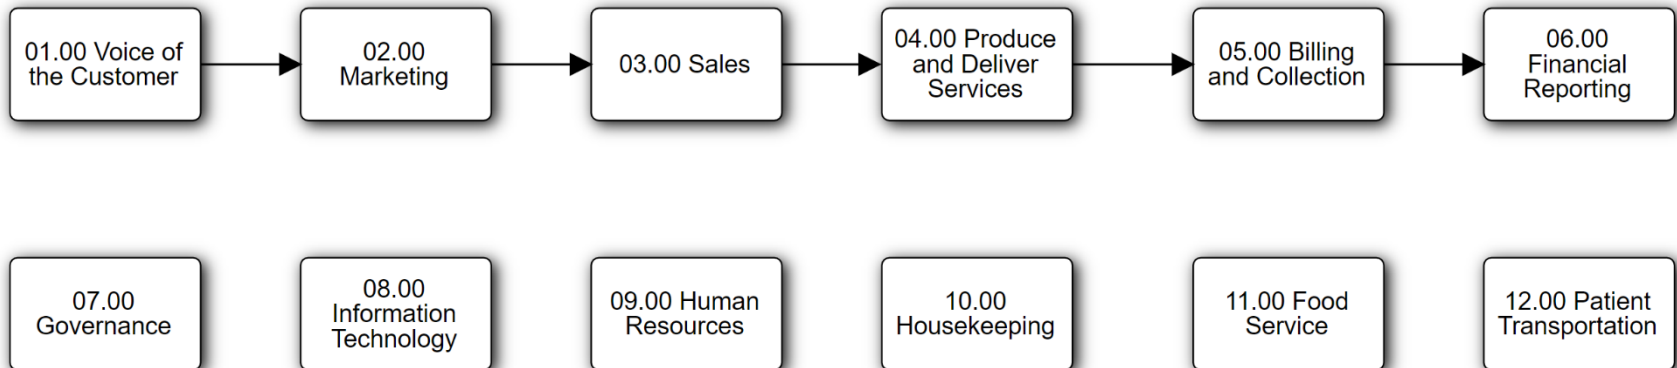 01.00 Voice of
the Customer
02.00
Marketing
03.00 Sales
04.00 Produce
and Deliver
Services
05.00 Billing
and Collection
06.00
Financial
Reporting
07.00
Governance
08.00
Information
Technology
09.00 Human
Resources
10.00
Housekeeping
11.00 Food
Service
12.00 Patient
Transportation